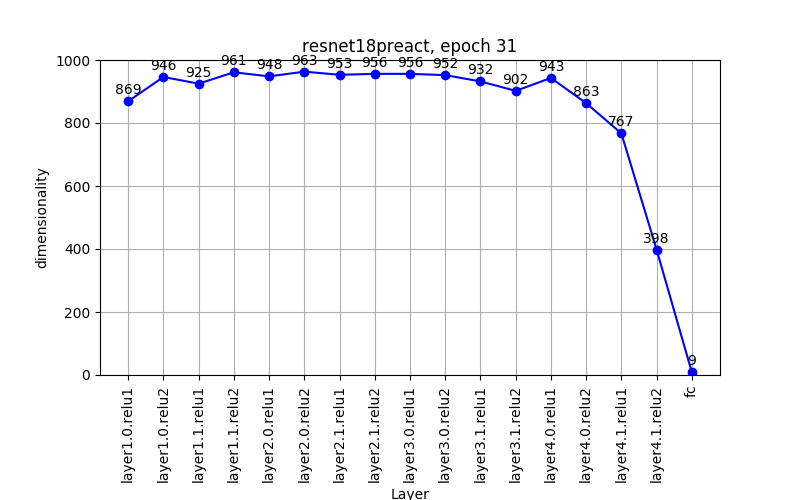 resnet18preact, epoch 31
dimensionality
1000
800
600
400
200
0
869
946
925
961
948
963
953
956
956
952
932
902
943
863
767
398
9
layer1.0.relu1
layer1.0.relu2
layer1.1.relu1
layer1.1.relu2
layer2.0.relu1
layer2.0.relu2
layer2.1.relu1
layer2.1.relu2
layer3.0.relu1
layer3.0.relu2
layer3.1.relu1
layer3.1.relu2
layer4.0.relu1
layer4.0.relu2
layer4.1.relu1
layer4.1.relu2
fc
Layer